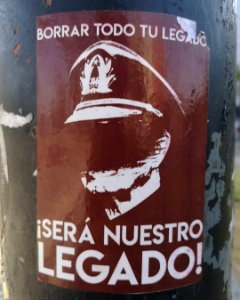 BORRAR TODO TU LEGADO
¡SERÁ NUESTRO
LEGADO!